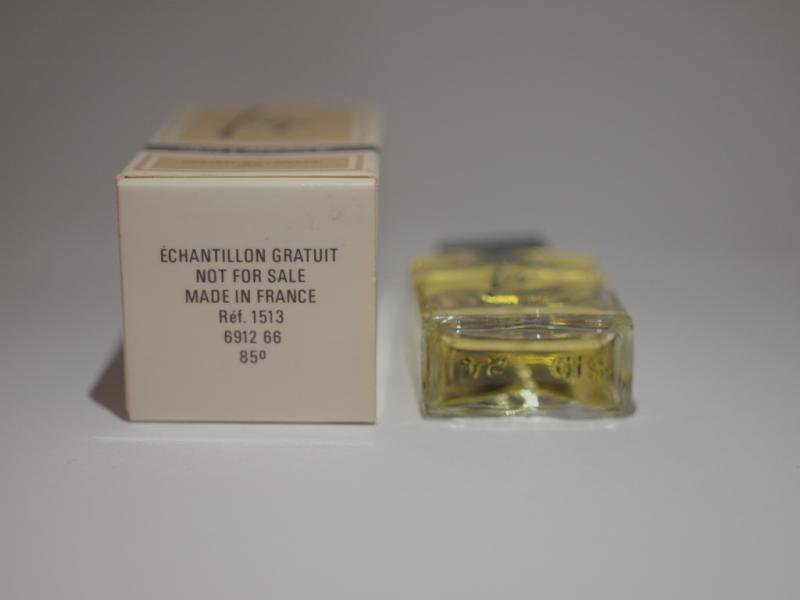 ÉCHANTILLON GRATUIT
NOT FOR SALE
MADE IN FRANCE
Réf. 1513
6912 66
85º